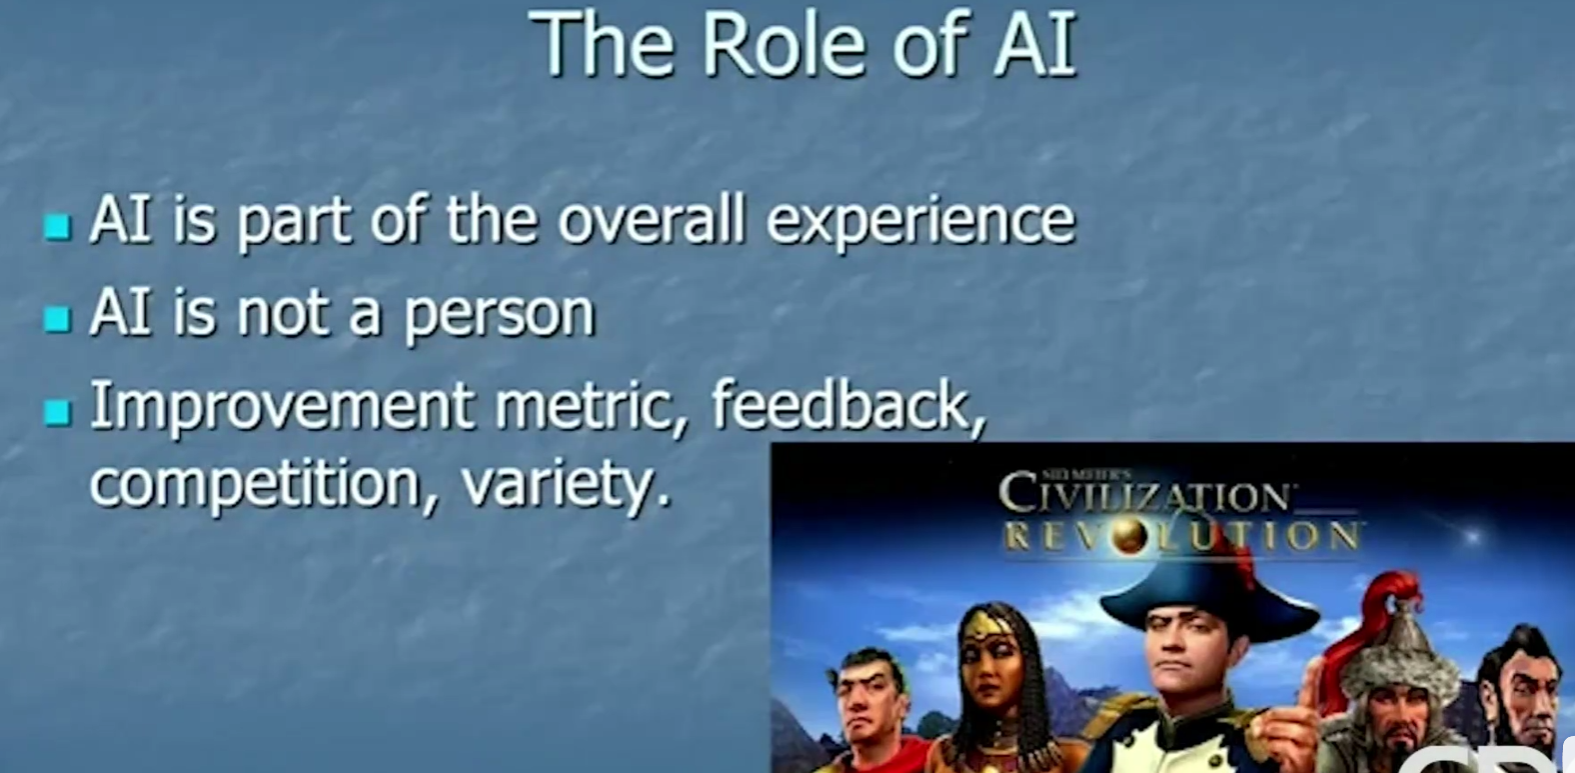 The Role of AI
AI is part of the overall experience
AI is not a person
Improvement metric, feedback,
competition, variety.
SID MEIER'S
CIVILIZATION
REVOLUTION